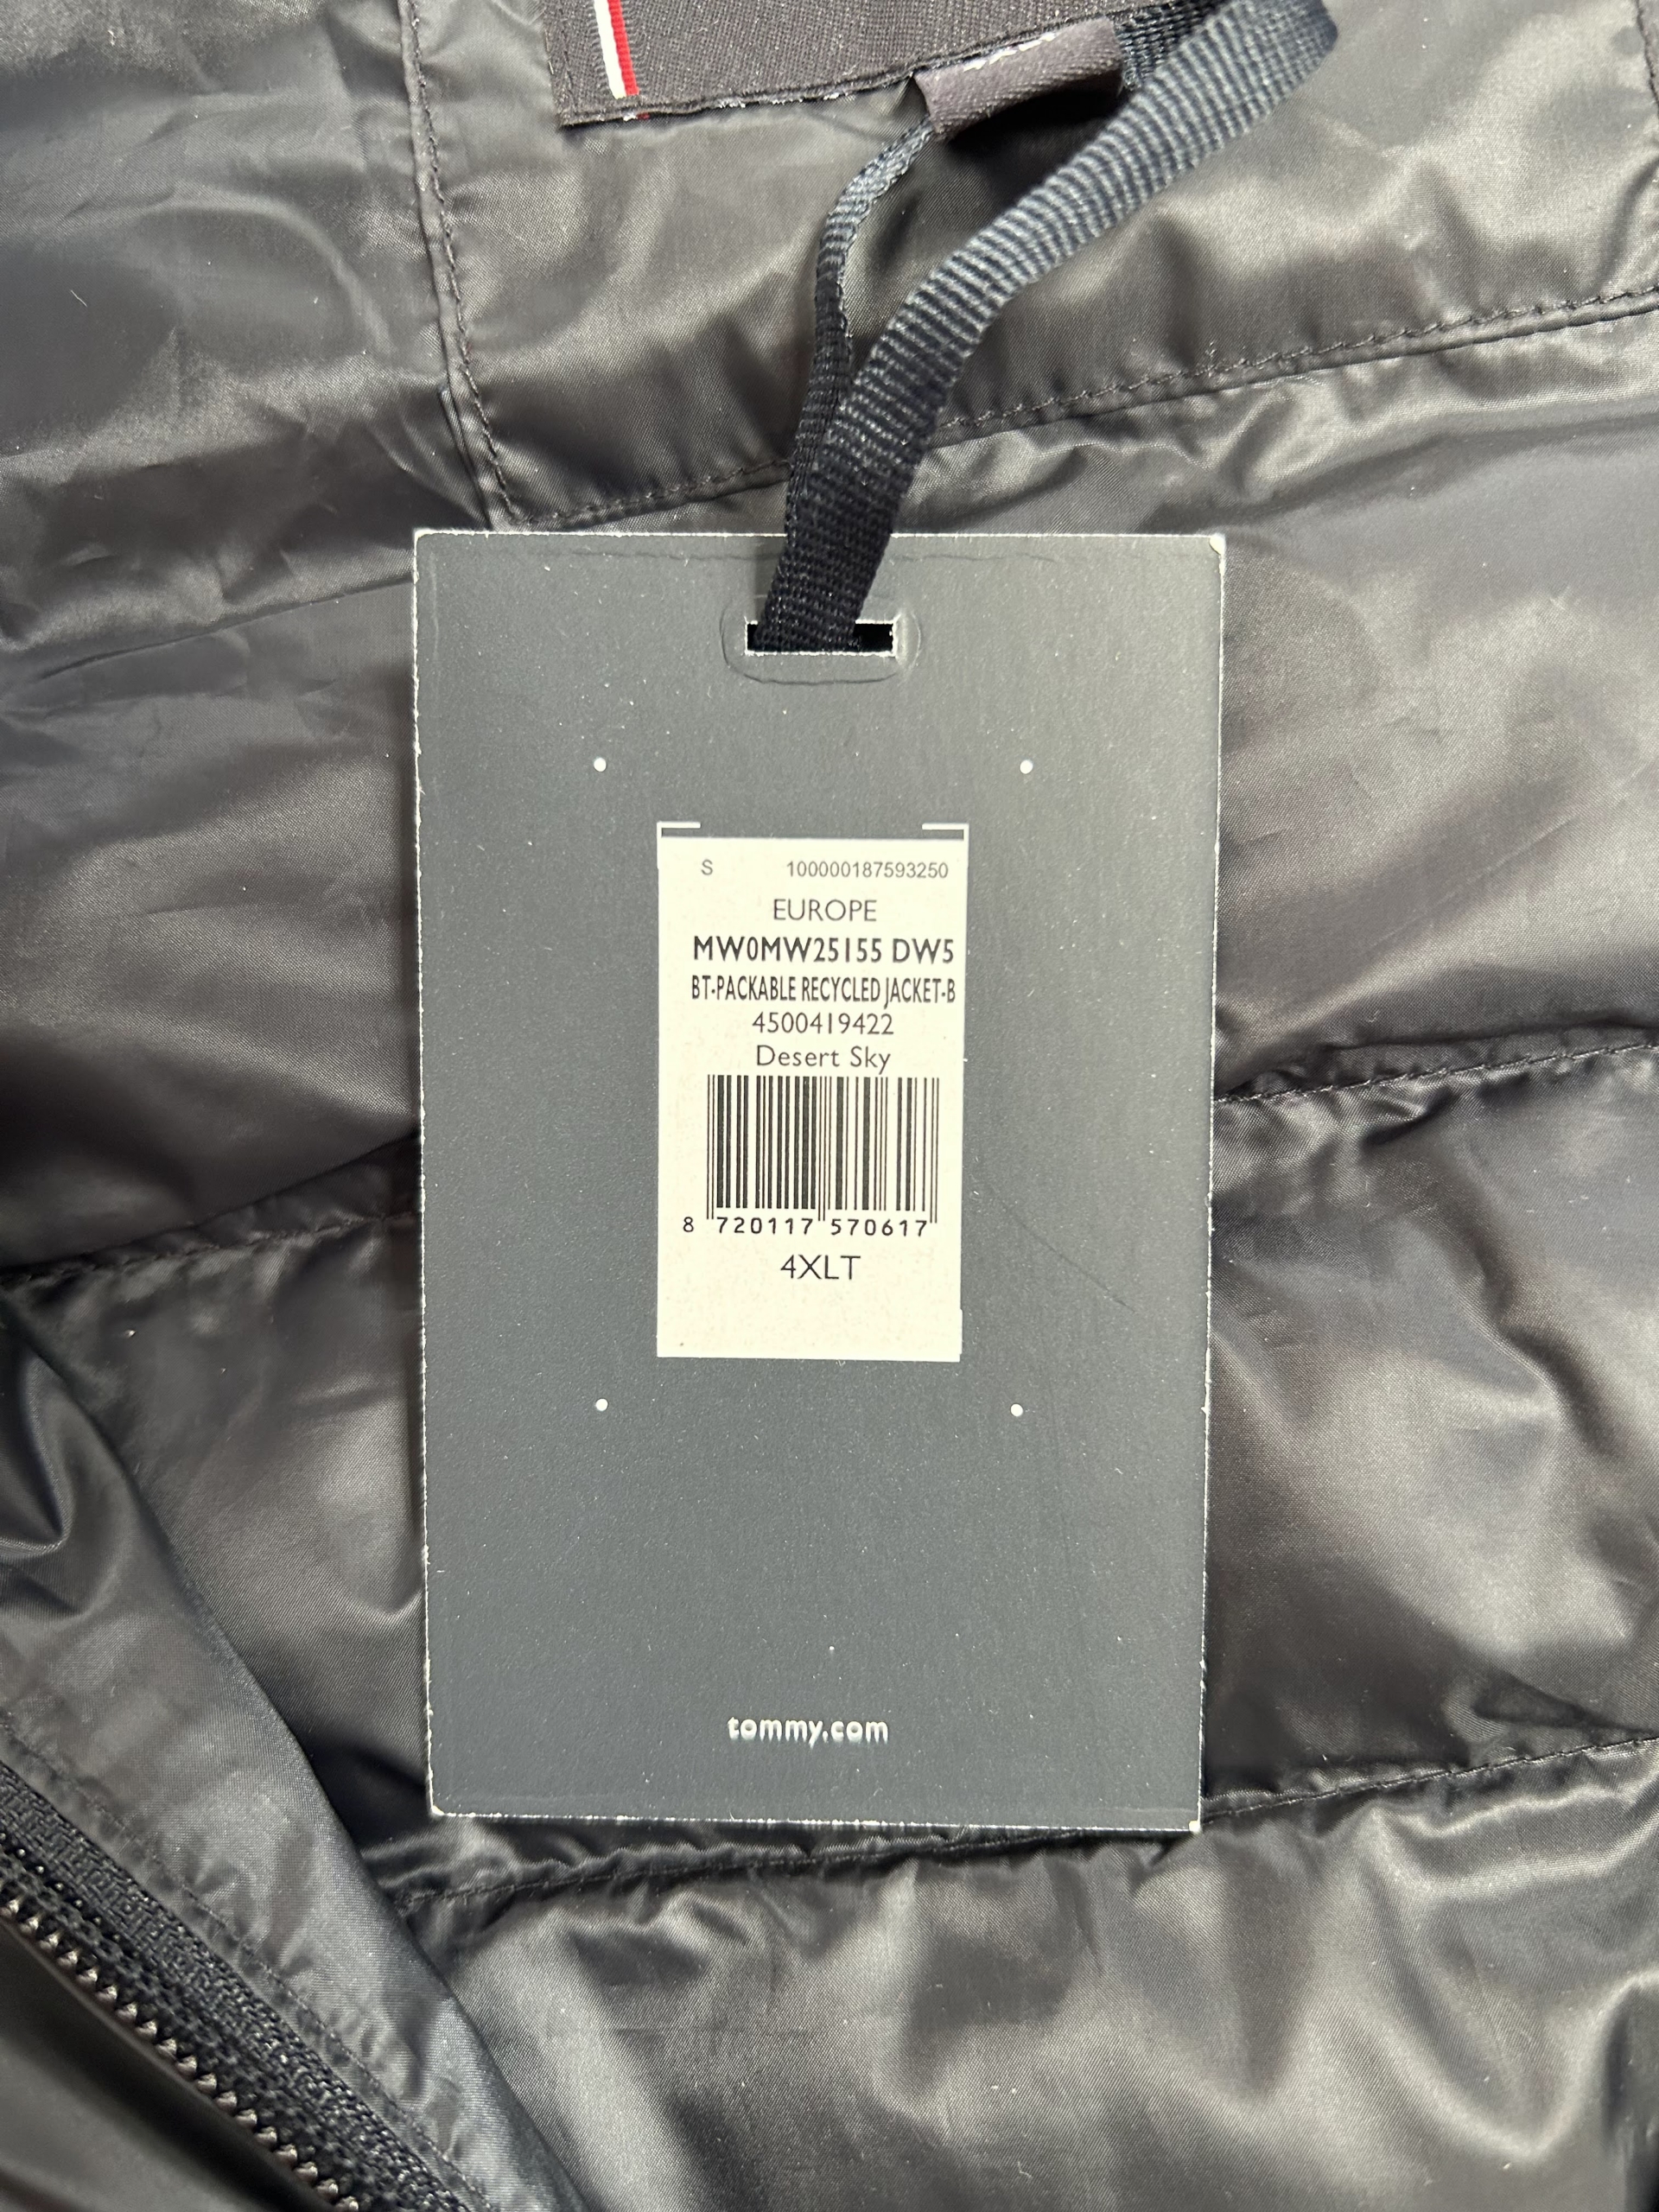 S 100000187593250
EUROPE
MW0MW25155 DW5
BT-PACKABLE RECYCLED JACKET-B
4500419422
Desert Sky
8 720117 570617
4XLT
tommy.com